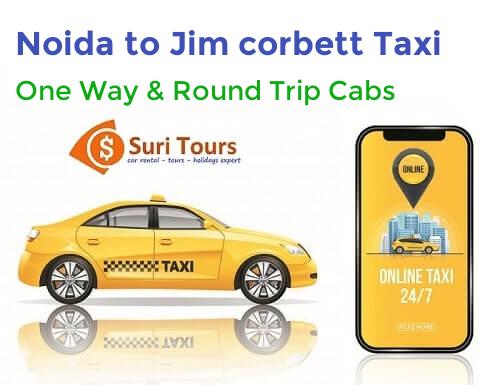 Noida to Jim corbett Taxi
One Way & Round Trip Cabs
$ Suri Tours
car rental - tours - holidays expert
TAXI
ONLINE
ONLINE TAXI
24/7
READ MORE